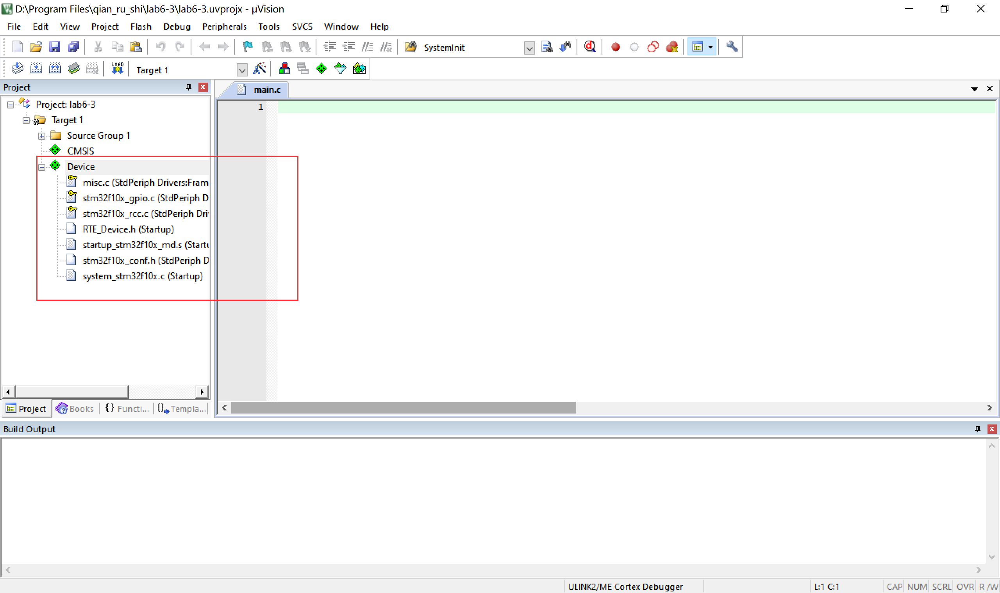 D:\Program Files\qian_ru_shi\lab6-3\lab6-3.uvprojx - µVision
File Edit View Project Flash Debug Peripherals Tools SVCS Window Help
SystemInit
LOAD Target 1
Project
main.c
1
Project: lab6-3
Target 1
Source Group 1
CMSIS
Device
misc.c (StdPeriph Drivers:Fram
stm32f10x_gpio.c (StdPeriph D
stm32f10x_rcc.c (StdPeriph Dri
RTE_Device.h (Startup)
startup_stm32f10x_md.s (Startu
stm32f10x_conf.h (StdPeriph D
system_stm32f10x.c (Startup)
Project Books {} Functi... Templa...
Build Output
ULINK2/ME Cortex Debugger L:1 C:1 CAP NUM SCRL OVR R /W